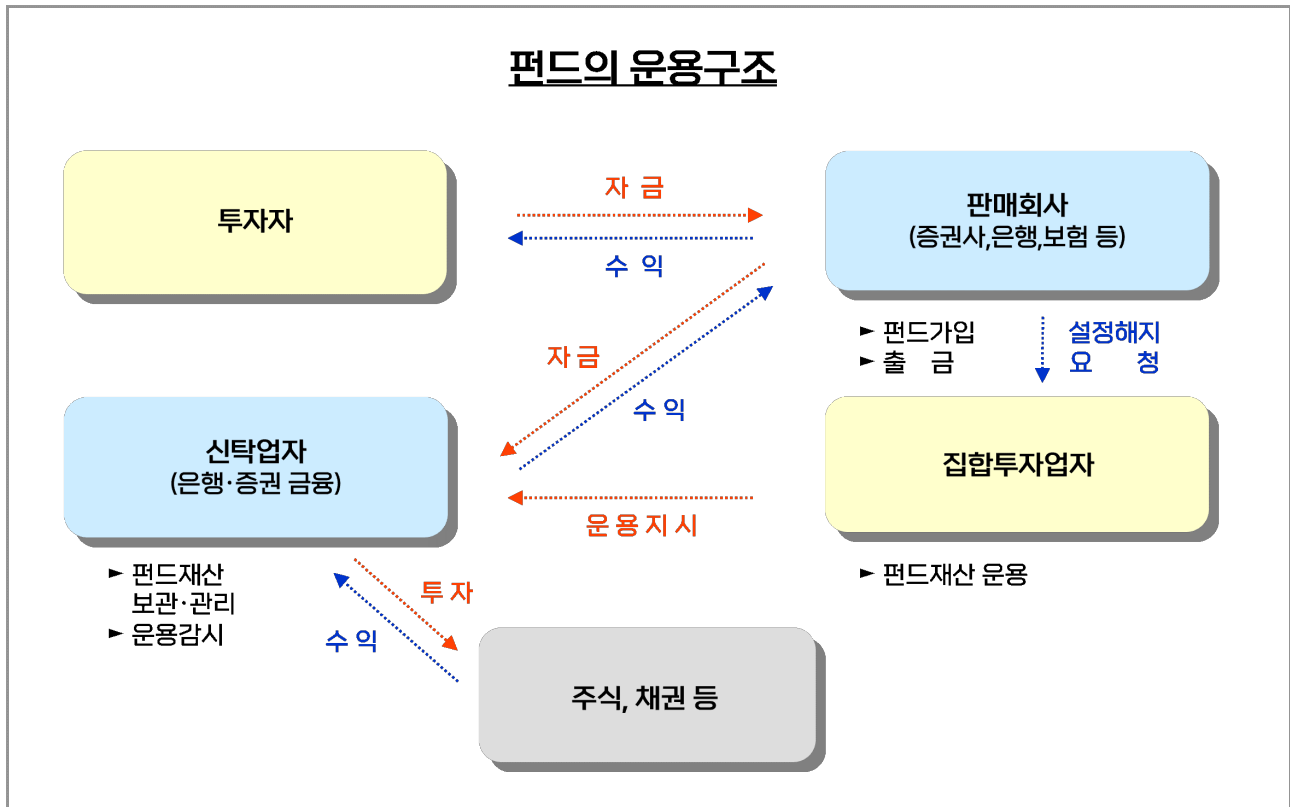 펀드의 운용구조
투자자
자 금
수 익
판매회사
(증권사,은행,보험 등)
► 펀드가입
► 출 금
설정해지
요 청
자 금
수 익
신탁업자
(은행·증권 금융)
집합투자업자
운 용 지 시
► 펀드재산
보관·관리
► 운용감시
► 펀드재산 운용
투 자
수 익
주식, 채권 등